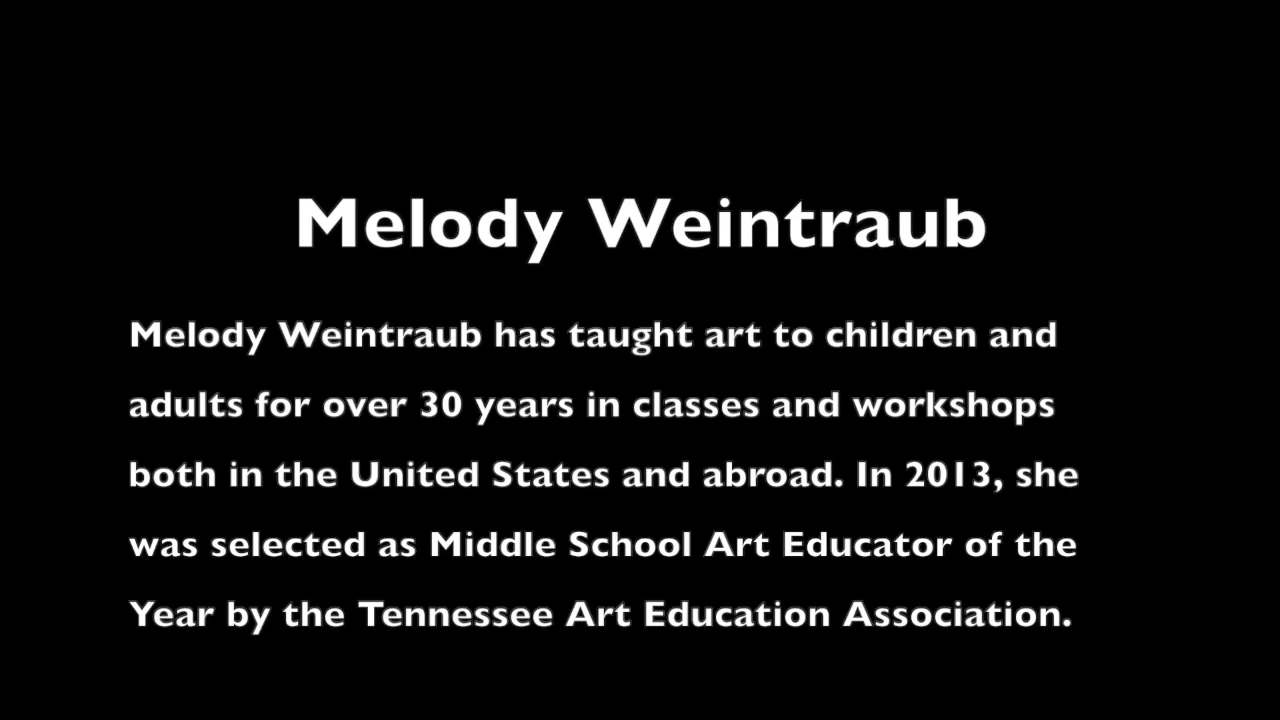 Melody Weintraub
Melody Weintraub has taught art to children and
adults for over 30 years in classes and workshops
both in the United States and abroad. In 2013, she
was selected as Middle School Art Educator of the
Year by the Tennessee Art Education Association.